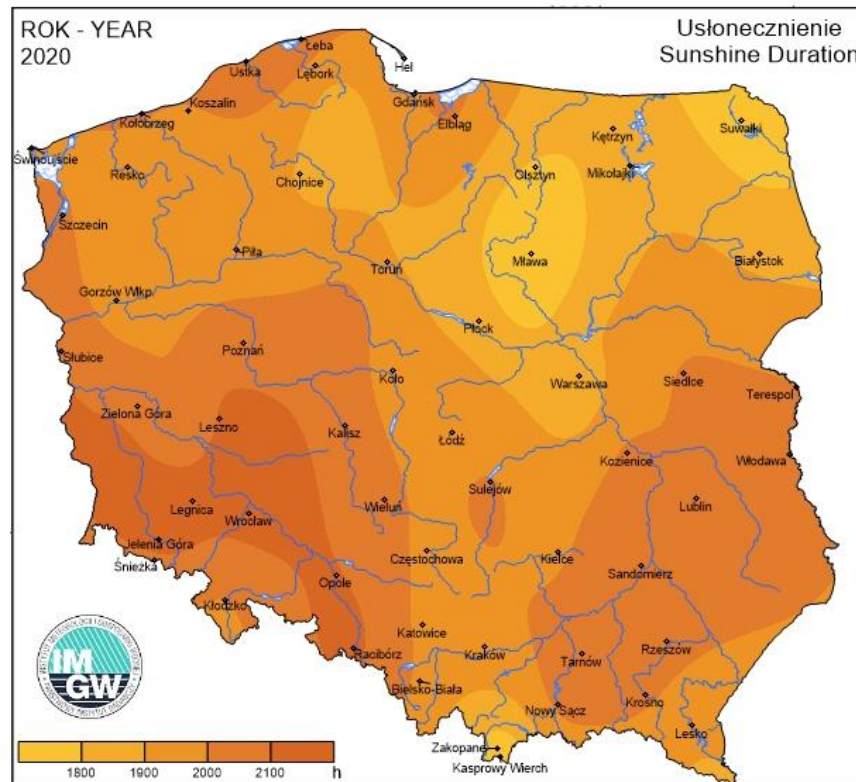 ROK - YEAR
2020
Usłonecznienie
Sunshine Duration
Łeba
Hel
Ustka
Lębork
Gdańsk
Koszalin
Kołobrzeg
Elbląg
Suwałki
Kętrzyn
Świnoujście
Resko
Chojnice
Olsztyn
Mikołajki
Szczecin
Piła
Toruń
Mława
Białystok
Gorzów Wlkp.
Płock
Słubice
Poznań
Koło
Warszawa
Siedlce
Terespol
Zielona Góra
Leszno
Kalisz
Łódź
Kozienice
Włodawa
Legnica
Wrocław
Wieluń
Sulejów
Lublin
Jelenia Góra
Śnieżka
Opole
Częstochowa
Kielce
Sandomierz
Kłodzko
Katowice
Racibórz
Kraków
Tarnów
Rzeszów
Bielsko-Biała
Nowy Sącz
Krosno
Lesko
Zakopane
Kasprowy Wierch
IM
GW
1800 1900 2000 2100 h